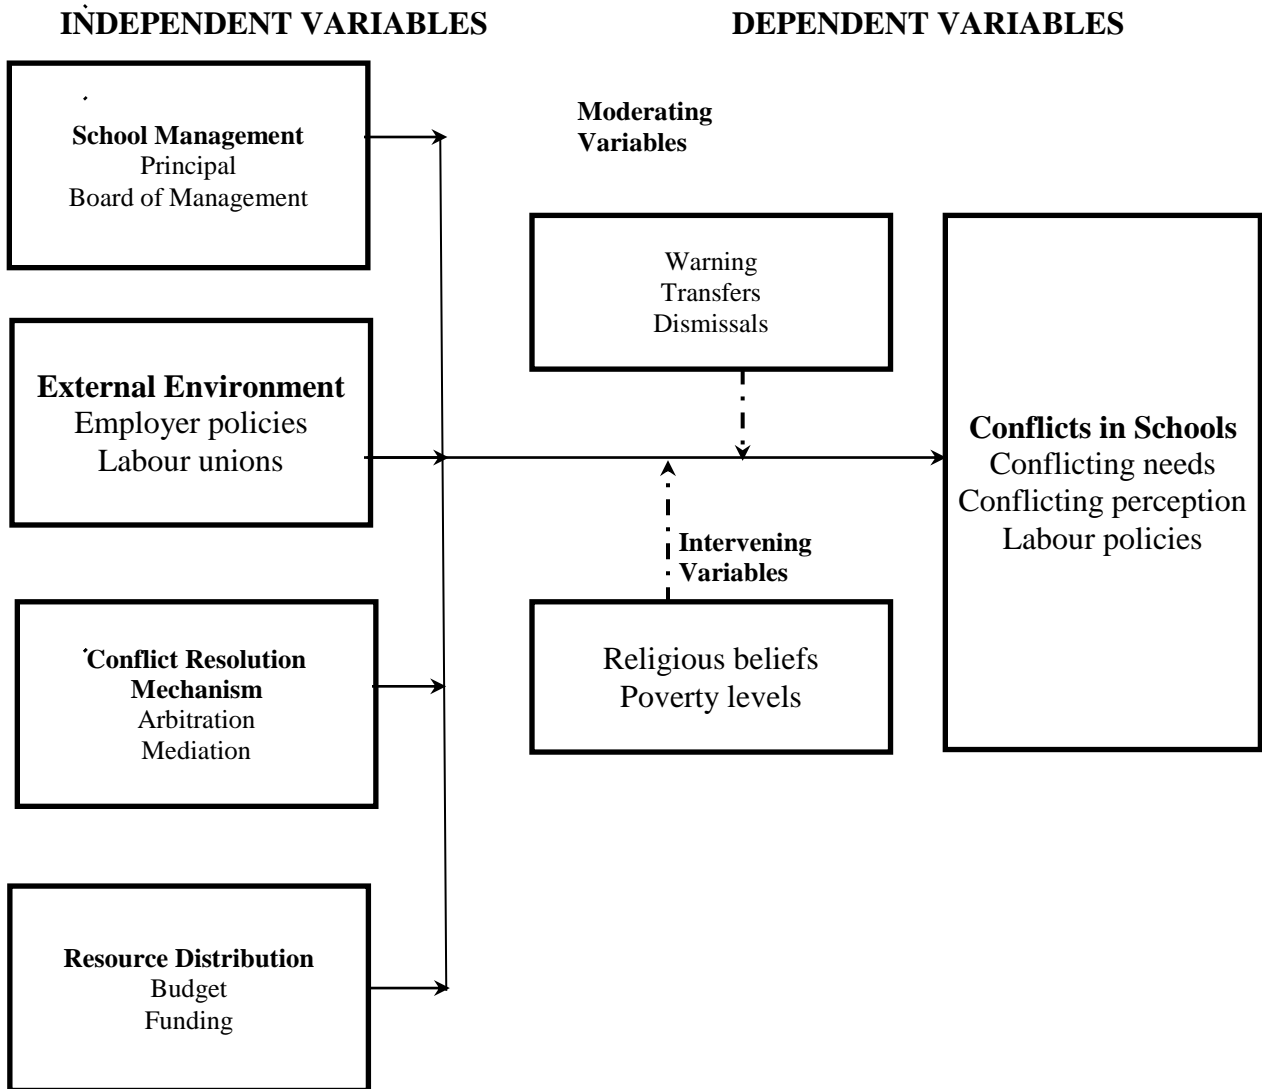 INDEPENDENT VARIABLES
DEPENDENT VARIABLES
School Management
Principal
Board of Management
Moderating
Variables
Warning
Transfers
Dismissals
External Environment
Employer policies
Labour unions
Conflicts in Schools
Conflicting needs
Conflicting perception
Labour policies
Intervening
Variables
Religious beliefs
Poverty levels
Conflict Resolution
Mechanism
Arbitration
Mediation
Resource Distribution
Budget
Funding